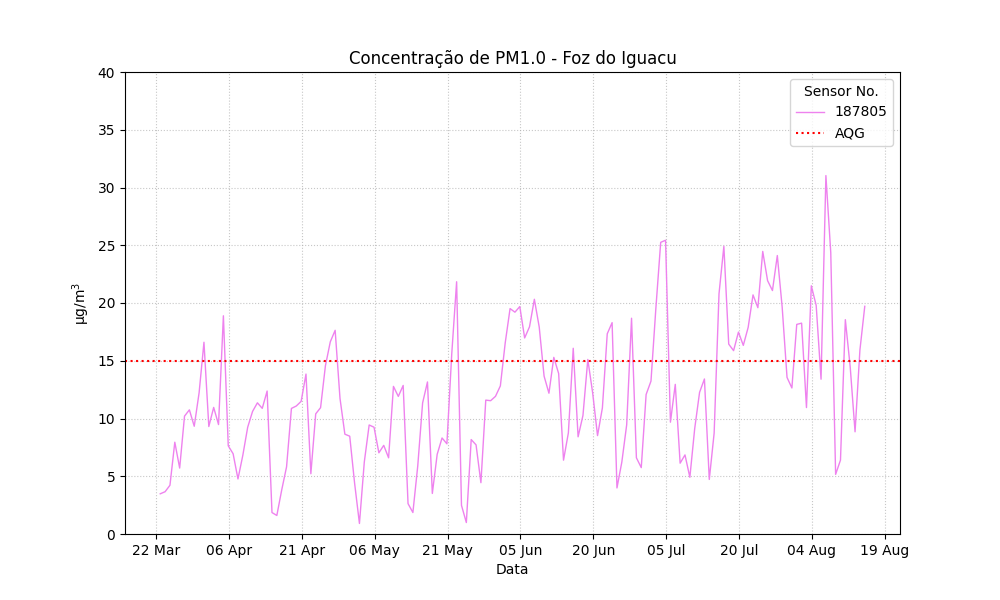 Concentração de PM1.0 - Foz do Iguacu
Sensor No.
187805
AQG
40
35
30
25
20
15
10
5
0
µg/m³
22 Mar
06 Apr
21 Apr
06 May
21 May
05 Jun
20 Jun
05 Jul
20 Jul
04 Aug
19 Aug
Data